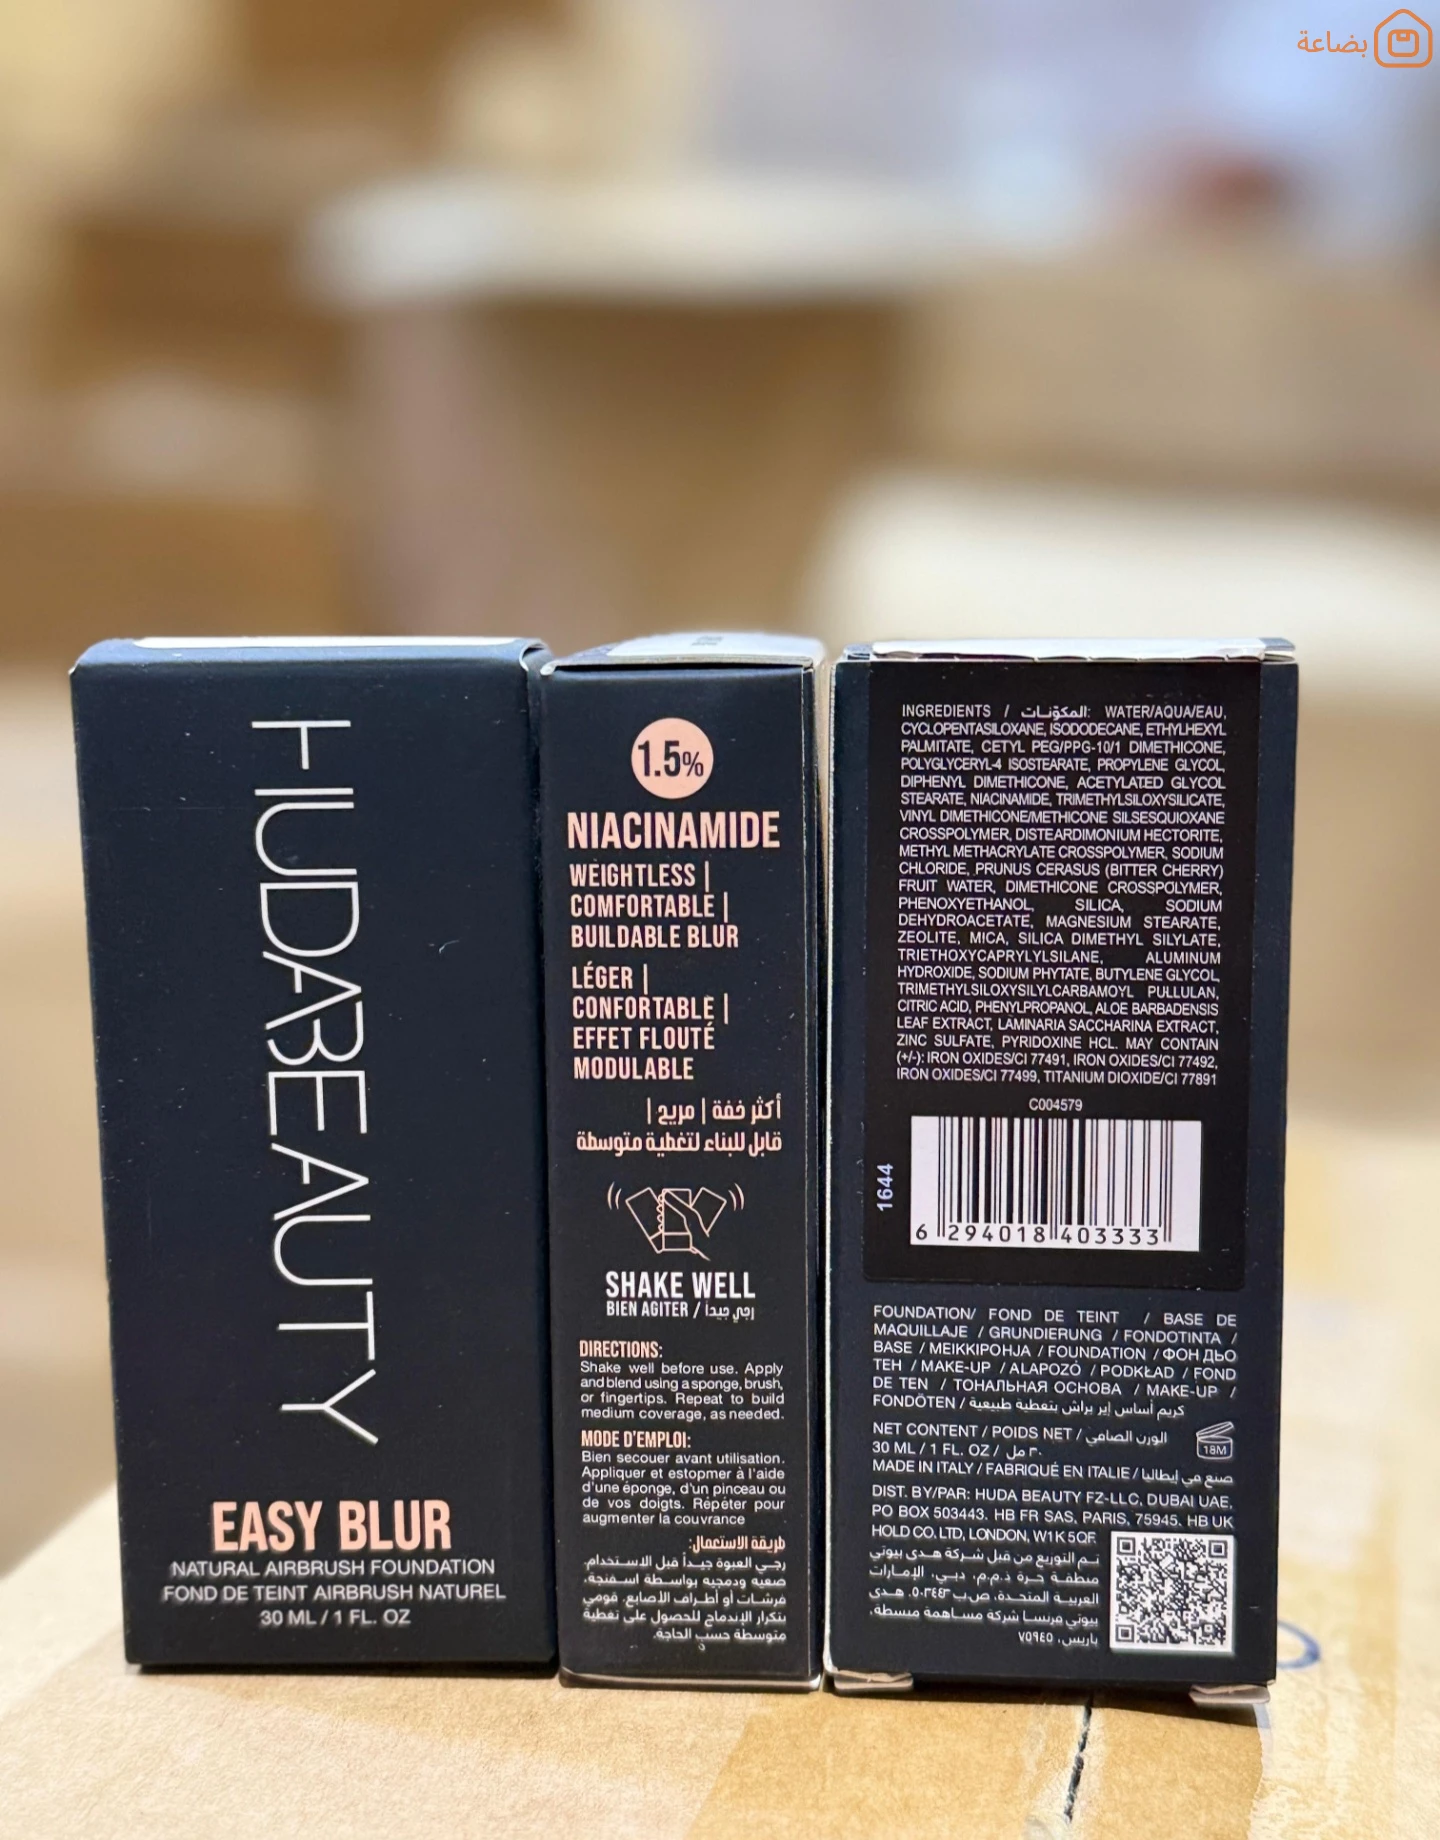 بضاعة
HUDABEAUTY
EASY BLUR
NATURAL AIRBRUSH FOUNDATION
FOND DE TEINT AIRBRUSH NATUREL
30 ML / 1 FL. OZ
1.5%
NIACINAMIDE
WEIGHTLESS |
COMFORTABLE |
BUILDABLE BLUR
LÉGER |
CONFORTABLE |
EFFET FLOUTÉ
MODULABLE
أكثر خفة | مريح |
قابل للبناء لتغطية متوسطة
SHAKE WELL
BIEN AGITER / رجي جيداً
DIRECTIONS:
Shake well before use. Apply
and blend using a sponge, brush,
or fingertips. Repeat to build
medium coverage, as needed.
MODE D'EMPLOI:
Bien secouer avant utilisation.
Appliquer et estopmer à l'aide
d'une éponge, d'un pinceau ou
de vos doigts. Répéter pour
augmenter la couvrance
طريقة الاستعمال:
رجي العبوة جيداً قبل الاستخدام.
ضعيه ودمجيه بواسطة اسفنجة،
فرشات أو أطراف الأصابع. قومي
بتكرار الإندماج للحصول على تغطية
متوسطة حسب الحاجة.
INGREDIENTS / المكوّنات: WATER/AQUA/EAU,
CYCLOPENTASILOXANE, ISODODECANE, ETHYLHEXYL
PALMITATE, CETYL PEG/PPG-10/1 DIMETHICONE,
POLYGLYCERYL-4 ISOSTEARATE, PROPYLENE GLYCOL,
DIPHENYL DIMETHICONE, ACETYLATED GLYCOL
STEARATE, NIACINAMIDE, TRIMETHYLSILOXYSILICATE,
VINYL DIMETHICONE/METHICONE SILSESQUIOXANE
CROSSPOLYMER, DISTEARDIMONIUM HECTORITE,
METHYL METHACRYLATE CROSSPOLYMER, SODIUM
CHLORIDE, PRUNUS CERASUS (BITTER CHERRY)
FRUIT WATER, DIMETHICONE CROSSPOLYMER,
PHENOXYETHANOL, SILICA, SODIUM
DEHYDROACETATE, MAGNESIUM STEARATE,
ZEOLITE, MICA, SILICA DIMETHYL SILYLATE,
TRIETHOXYCAPRYLYLSILANE, ALUMINUM
HYDROXIDE, SODIUM PHYTATE, BUTYLENE GLYCOL,
TRIMETHYLSILOXYSILYLCARBAMOYL PULLULAN,
CITRIC ACID, PHENYLPROPANOL, ALOE BARBADENSIS
LEAF EXTRACT, LAMINARIA SACCHARINA EXTRACT,
ZINC SULFATE, PYRIDOXINE HCL. MAY CONTAIN
(+/-): IRON OXIDES/CI 77491, IRON OXIDES/CI 77492,
IRON OXIDES/CI 77499, TITANIUM DIOXIDE/CI 77891
C004579
1644
6 294018 403333
FOUNDATION/ FOND DE TEINT / BASE DE
MAQUILLAJE / GRUNDIERUNG / FONDOTINTA /
BASE / MEIKKIPOHJA / FOUNDATION / ФОН ДЬО
ТЕН / MAKE-UP / ALAPOZÓ / PODKŁAD / FOND
DE TEN / ТОНАЛЬНАЯ ОСНОВА / MAKE-UP /
FONDÖTEN / كريم أساس إير براش بتغطية طبيعية
NET CONTENT / POIDS NET / الوزن الصافي
30 ML / 1 FL. OZ / ٣٠ مل
18M
MADE IN ITALY / FABRIQUÉ EN ITALIE / صنع في إيطاليا
DIST. BY/PAR: HUDA BEAUTY FZ-LLC, DUBAI UAE,
PO BOX 503443. HB FR SAS, PARIS, 75945. HB UK
HOLD CO. LTD, LONDON, W1K 5QF.
تم التوزيع من قبل شركة هدى بيوتي
منطقة حرة ذ.م.م، دبي، الإمارات
العربية المتحدة، ص.ب ٥٠٣٤٤٣. هدى
بيوتي فرنسا شركة مساهمة مبسطة،
باريس، ٧٥٩٤٥